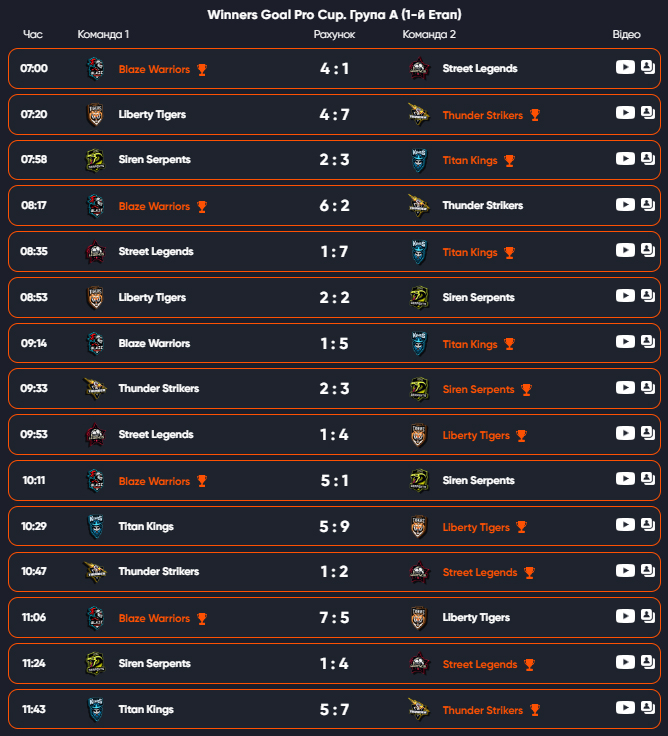 Winners Goal Pro Cup. Група А (1-й Етап)
Час Команда 1 Рахунок Команда 2 Відео
07:00 Blaze Warriors 4 : 1 Street Legends
07:20 Liberty Tigers 4 : 7 Thunder Strikers
07:58 Siren Serpents 2 : 3 Titan Kings
08:17 Blaze Warriors 6 : 2 Thunder Strikers
08:35 Street Legends 1 : 7 Titan Kings
08:53 Liberty Tigers 2 : 2 Siren Serpents
09:14 Blaze Warriors 1 : 5 Titan Kings
09:33 Thunder Strikers 2 : 3 Siren Serpents
09:53 Street Legends 1 : 4 Liberty Tigers
10:11 Blaze Warriors 5 : 1 Siren Serpents
10:29 Titan Kings 5 : 9 Liberty Tigers
10:47 Thunder Strikers 1 : 2 Street Legends
11:06 Blaze Warriors 7 : 5 Liberty Tigers
11:24 Siren Serpents 1 : 4 Street Legends
11:43 Titan Kings 5 : 7 Thunder Strikers